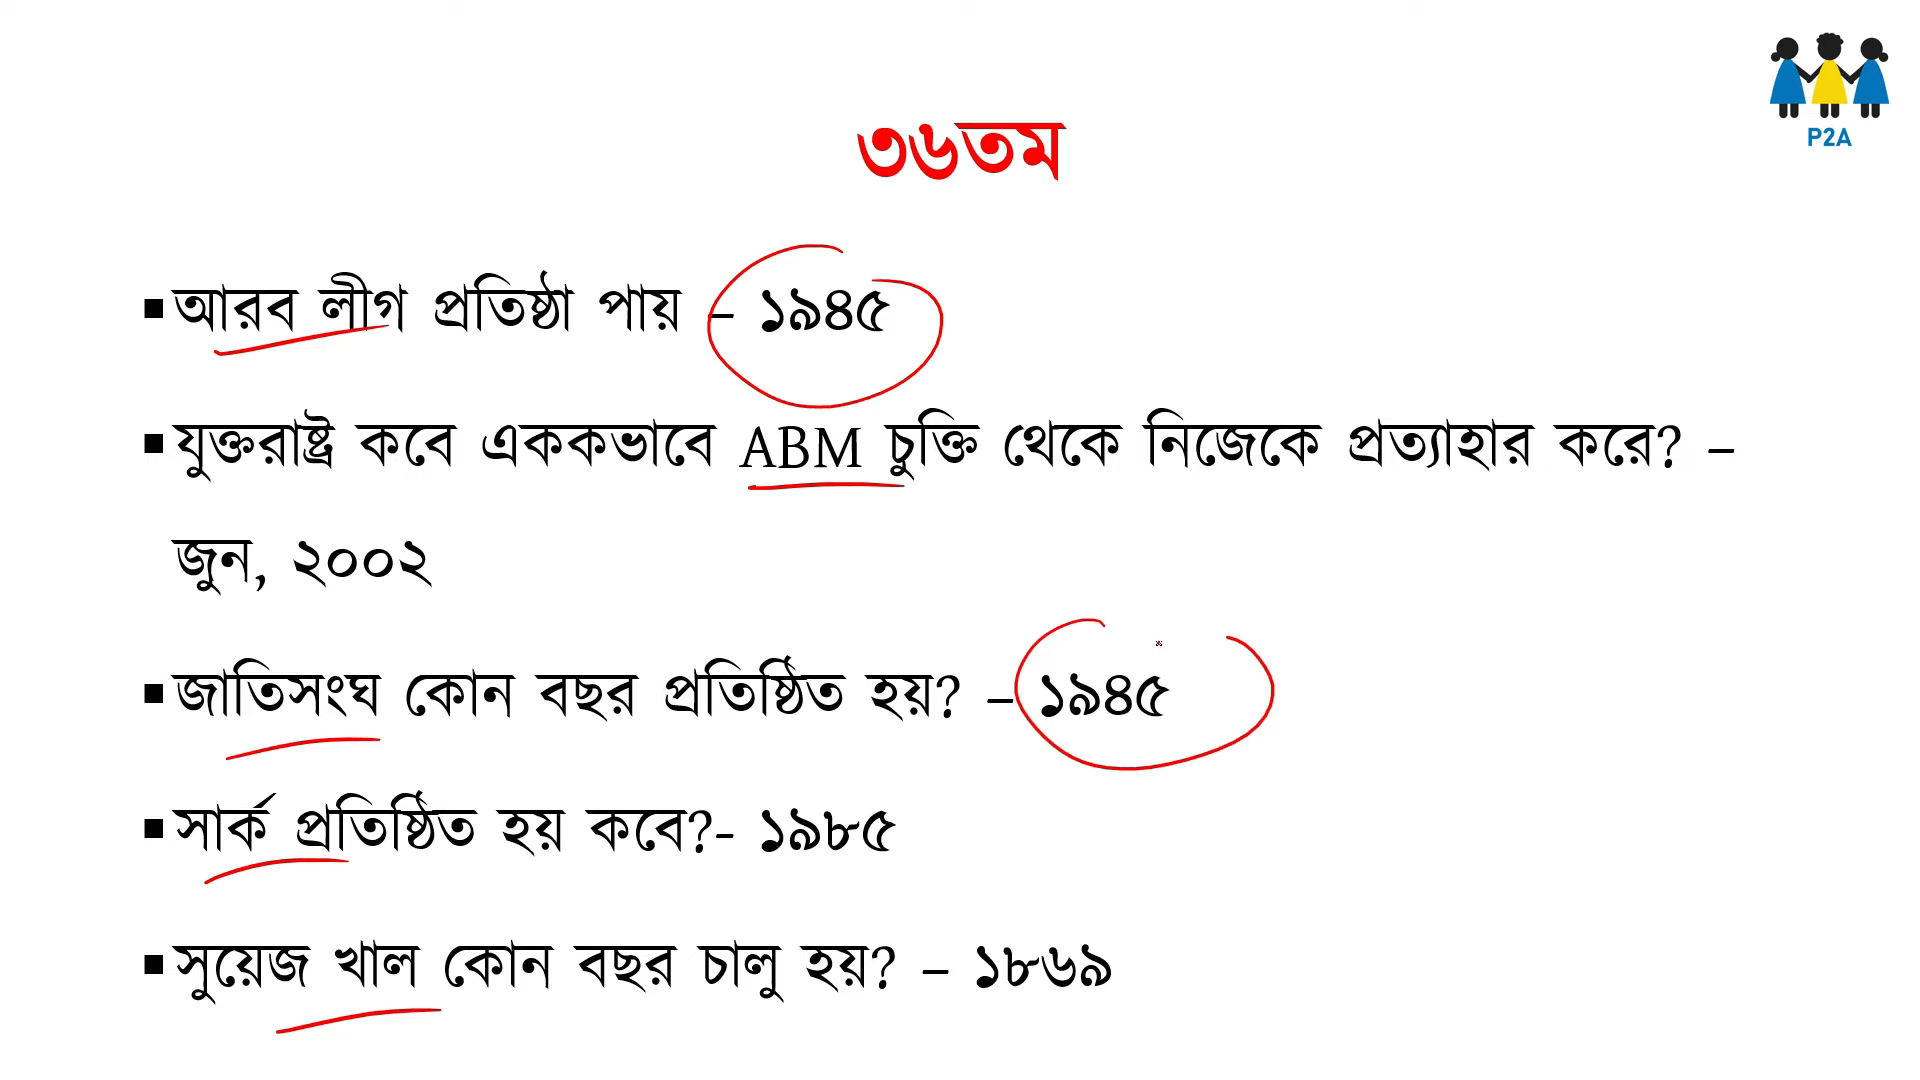 P2A
৩৬তম
▪আরব লীগ প্রতিষ্ঠা পায় – ১৯৪৫
▪যুক্তরাষ্ট্র কবে এককভাবে ABM চুক্তি থেকে নিজেকে প্রত্যাহার করে? –
জুন, ২০০২
▪জাতিসংঘ কোন বছর প্রতিষ্ঠিত হয়? – ১৯৪৫
▪সার্ক প্রতিষ্ঠিত হয় কবে?- ১৯৮৫
▪সুয়েজ খাল কোন বছর চালু হয়? – ১৮৬৯